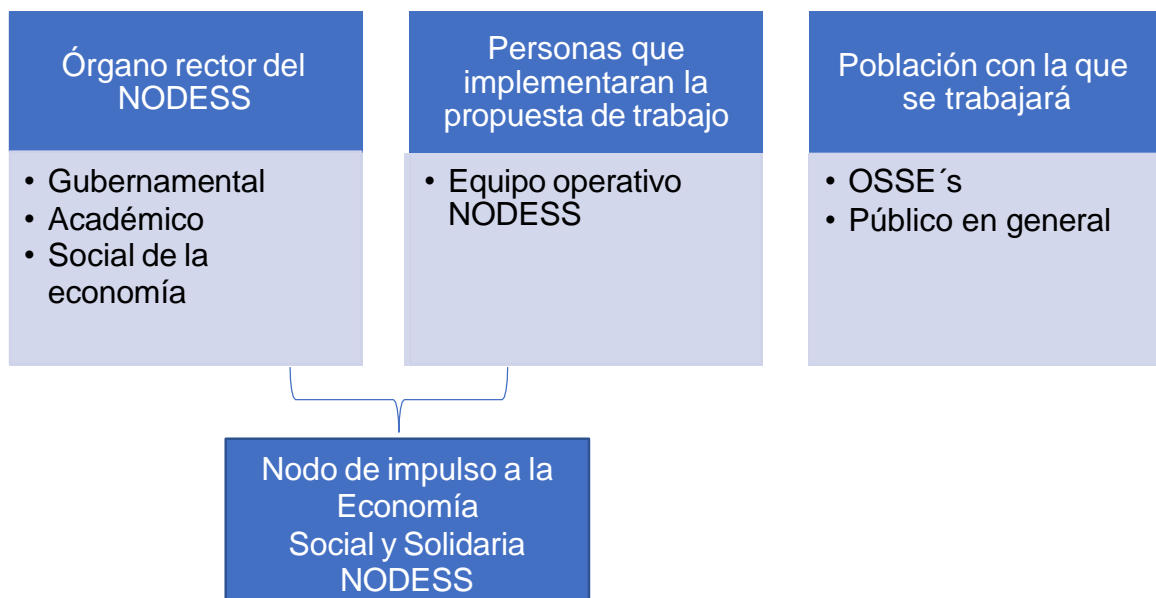 Órgano rector del
NODESS
• Gubernamental
• Académico
• Social de la
economía
Personas que
implementaran la
propuesta de trabajo
• Equipo operativo
NODESS
Población con la que
se trabajará
• OSSE´s
• Público en general
Nodo de impulso a la
Economía
Social y Solidaria
NODESS